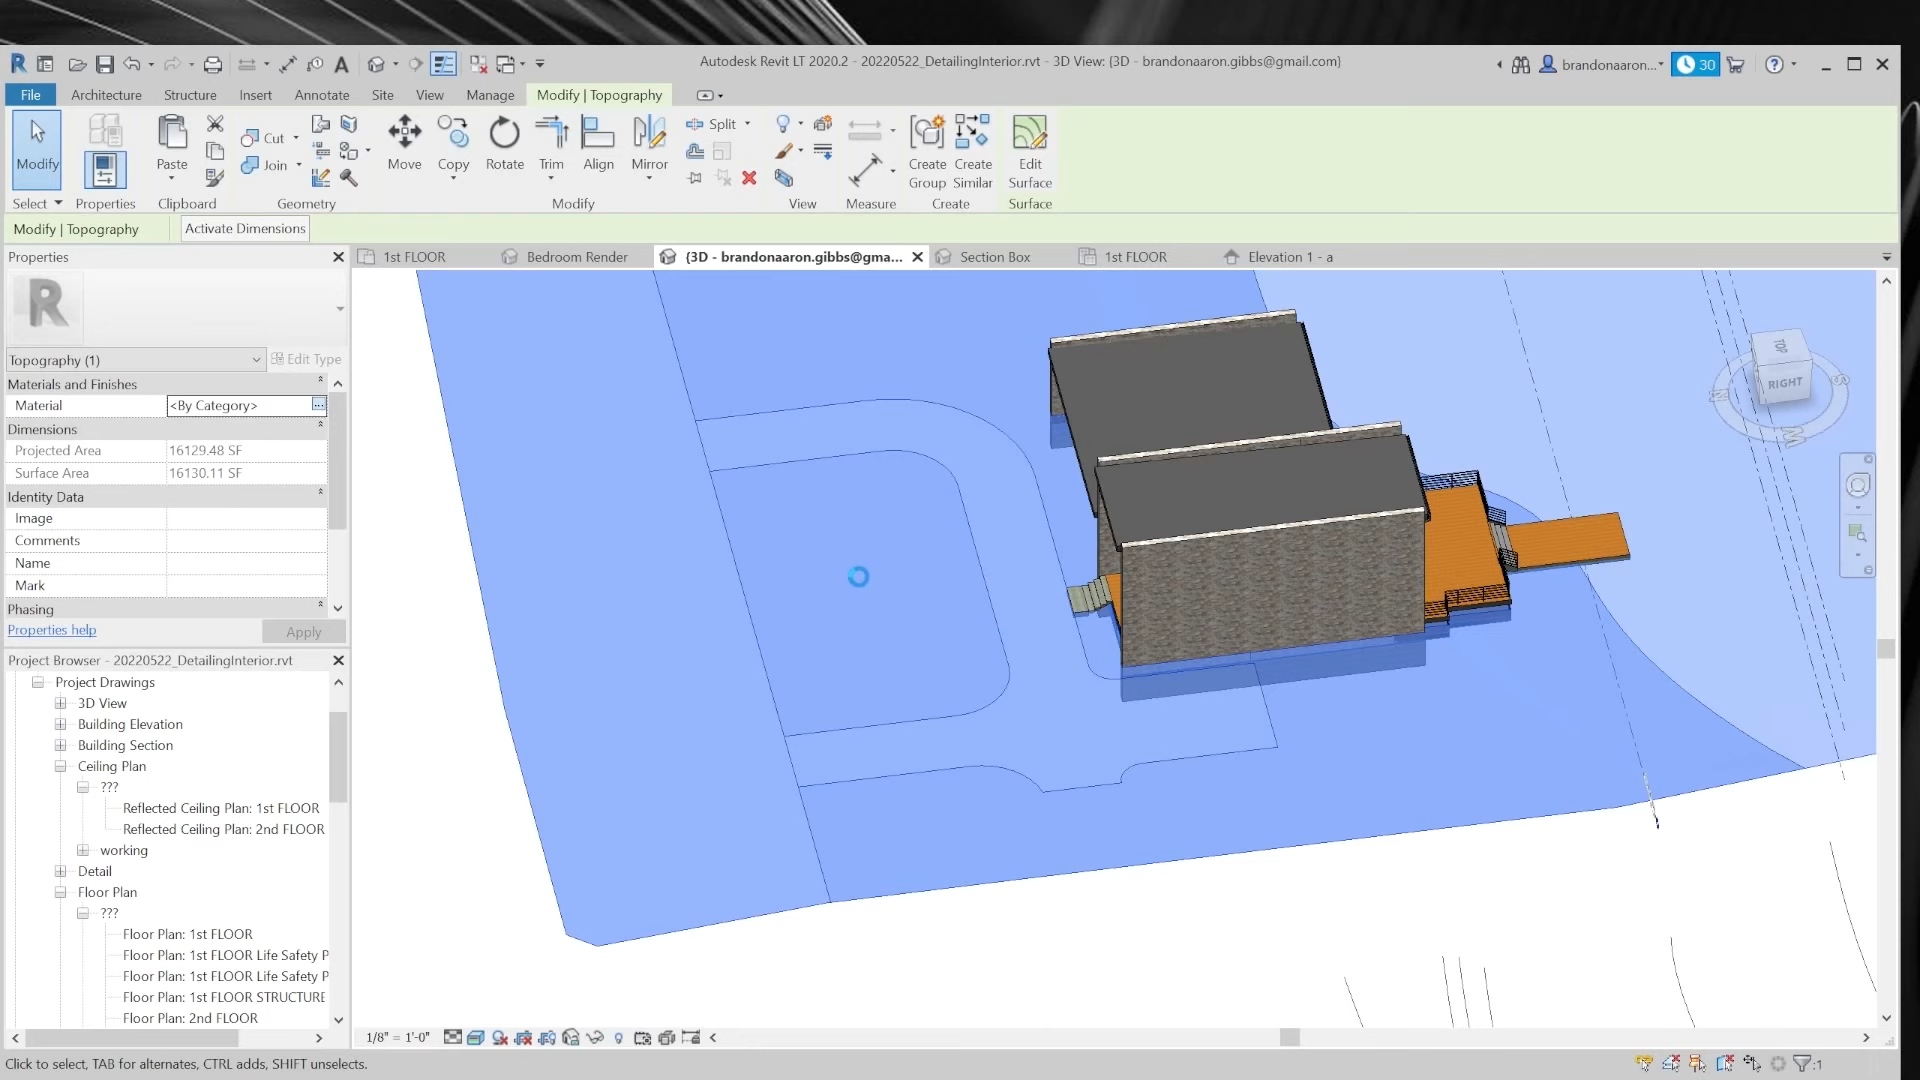 Autodesk Revit LT 2020.2 - 20220522_DetailingInterior.rvt - 3D View: {3D - brandonaaron.gibbs@gmail.com}
brandonaaron...
30
File Architecture Structure Insert Annotate Site View Manage Modify | Topography
Modify
Paste
Cut
Join
Move Copy Rotate Trim Align Mirror
Split
Create Group
Create Similar
Edit Surface
Select Properties Clipboard Geometry Modify View Measure Create Surface
Modify | Topography Activate Dimensions
Properties
1st FLOOR
Bedroom Render
{3D - brandonaaron.gibbs@gma...
Section Box
1st FLOOR
Elevation 1 - a
R
Topography (1)
Edit Type
Materials and Finishes
Material <By Category>
Dimensions
Projected Area 16129.48 SF
Surface Area 16130.11 SF
Identity Data
Image
Comments
Name
Mark
Phasing
Properties help
Apply
TOP
RIGHT
S
W
Project Browser - 20220522_DetailingInterior.rvt
Project Drawings
3D View
Building Elevation
Building Section
Ceiling Plan
???
Reflected Ceiling Plan: 1st FLOOR
Reflected Ceiling Plan: 2nd FLOOR
working
Detail
Floor Plan
???
Floor Plan: 1st FLOOR
Floor Plan: 1st FLOOR Life Safety P
Floor Plan: 1st FLOOR Life Safety P
Floor Plan: 1st FLOOR STRUCTURE
Floor Plan: 2nd FLOOR
1/8" = 1'-0"
Click to select, TAB for alternates, CTRL adds, SHIFT unselects.
:1